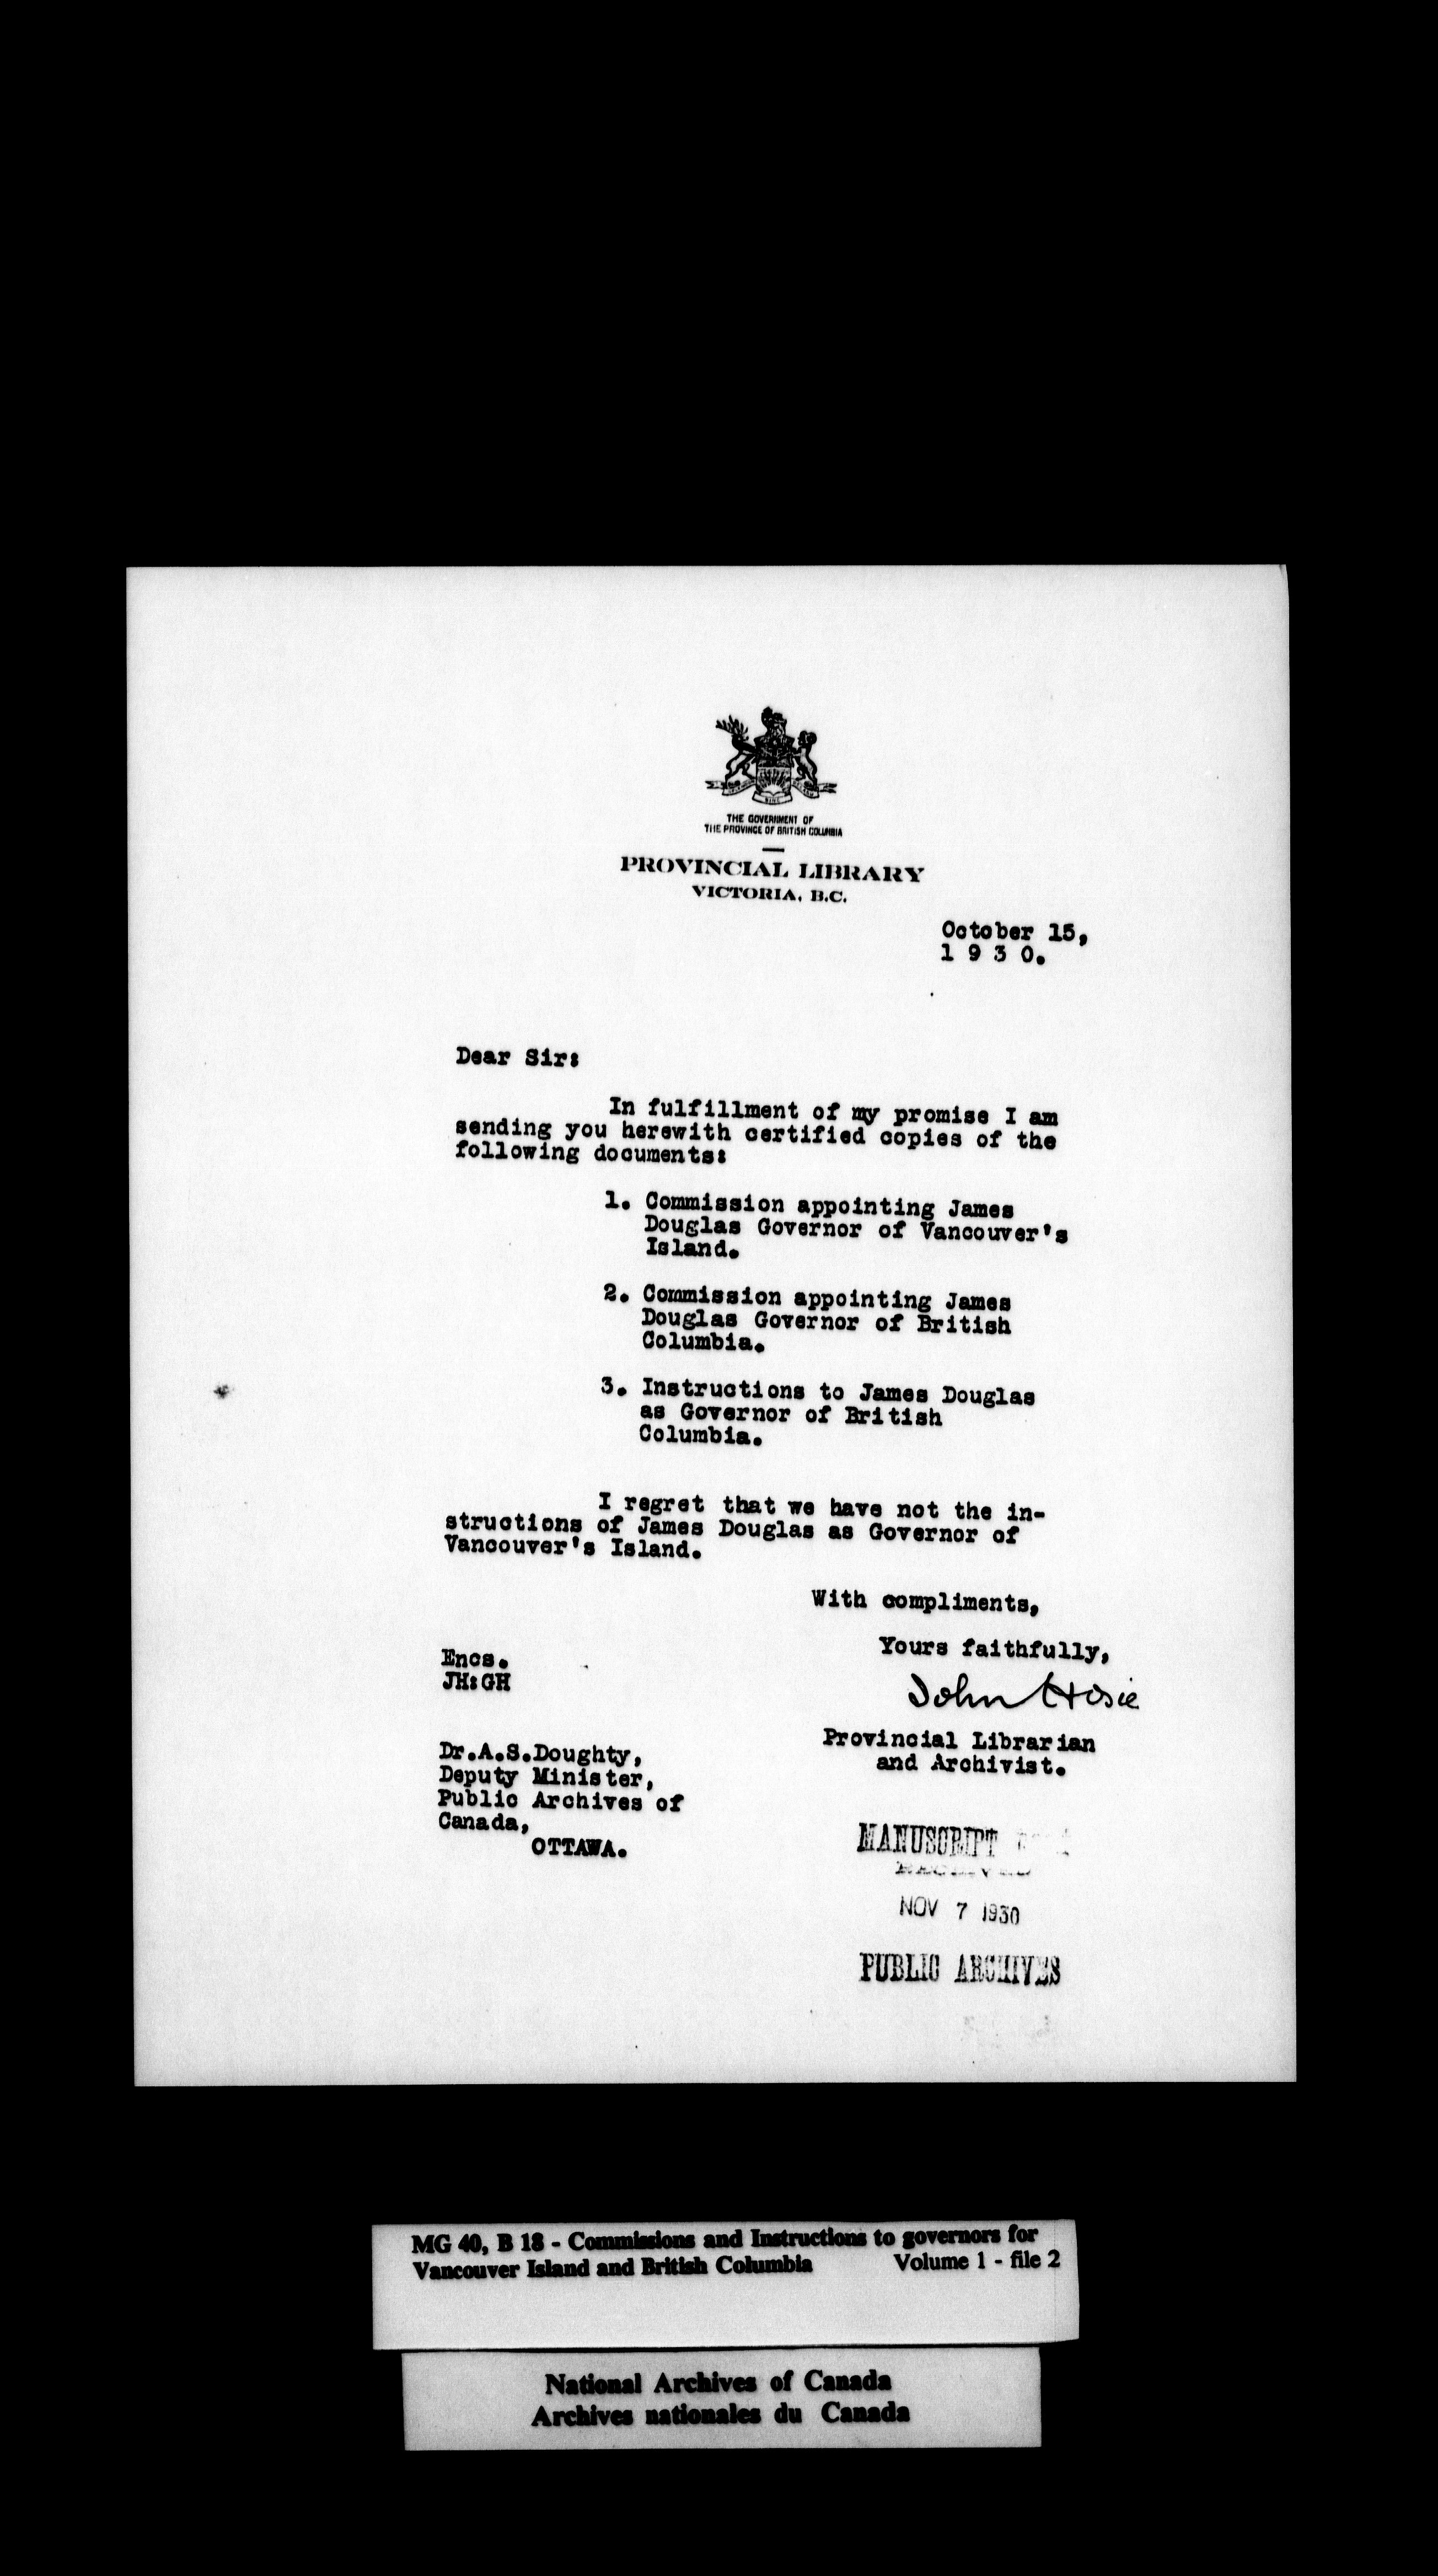 THE GOVERNMENT OF
THE PROVINCE OF BRITISH COLUMBIA
PROVINCIAL LIBRARY
VICTORIA, B.C.
October 15,
1 9 3 0.
Dear Sir:
In fulfillment of my promise I am
sending you herewith certified copies of the
following documents:
1. Commission appointing James
Douglas Governor of Vancouver's
Island.
2. Commission appointing James
Douglas Governor of British
Columbia.
3. Instructions to James Douglas
as Governor of British
Columbia.
I regret that we have not the in-
structions of James Douglas as Governor of
Vancouver's Island.
With compliments,
Yours faithfully,
John Hosie
Provincial Librarian
and Archivist.
Encs.
JH:GH
Dr.A.S.Doughty,
Deputy Minister,
Public Archives of
Canada,
OTTAWA.
MANUSCRIPT
RECEIVED
NOV 7 1930
PUBLIC ARCHIVES
MG 40, B 18 - Commissions and Instructions to governors for
Vancouver Island and British Columbia Volume 1 - file 2
National Archives of Canada
Archives nationales du Canada